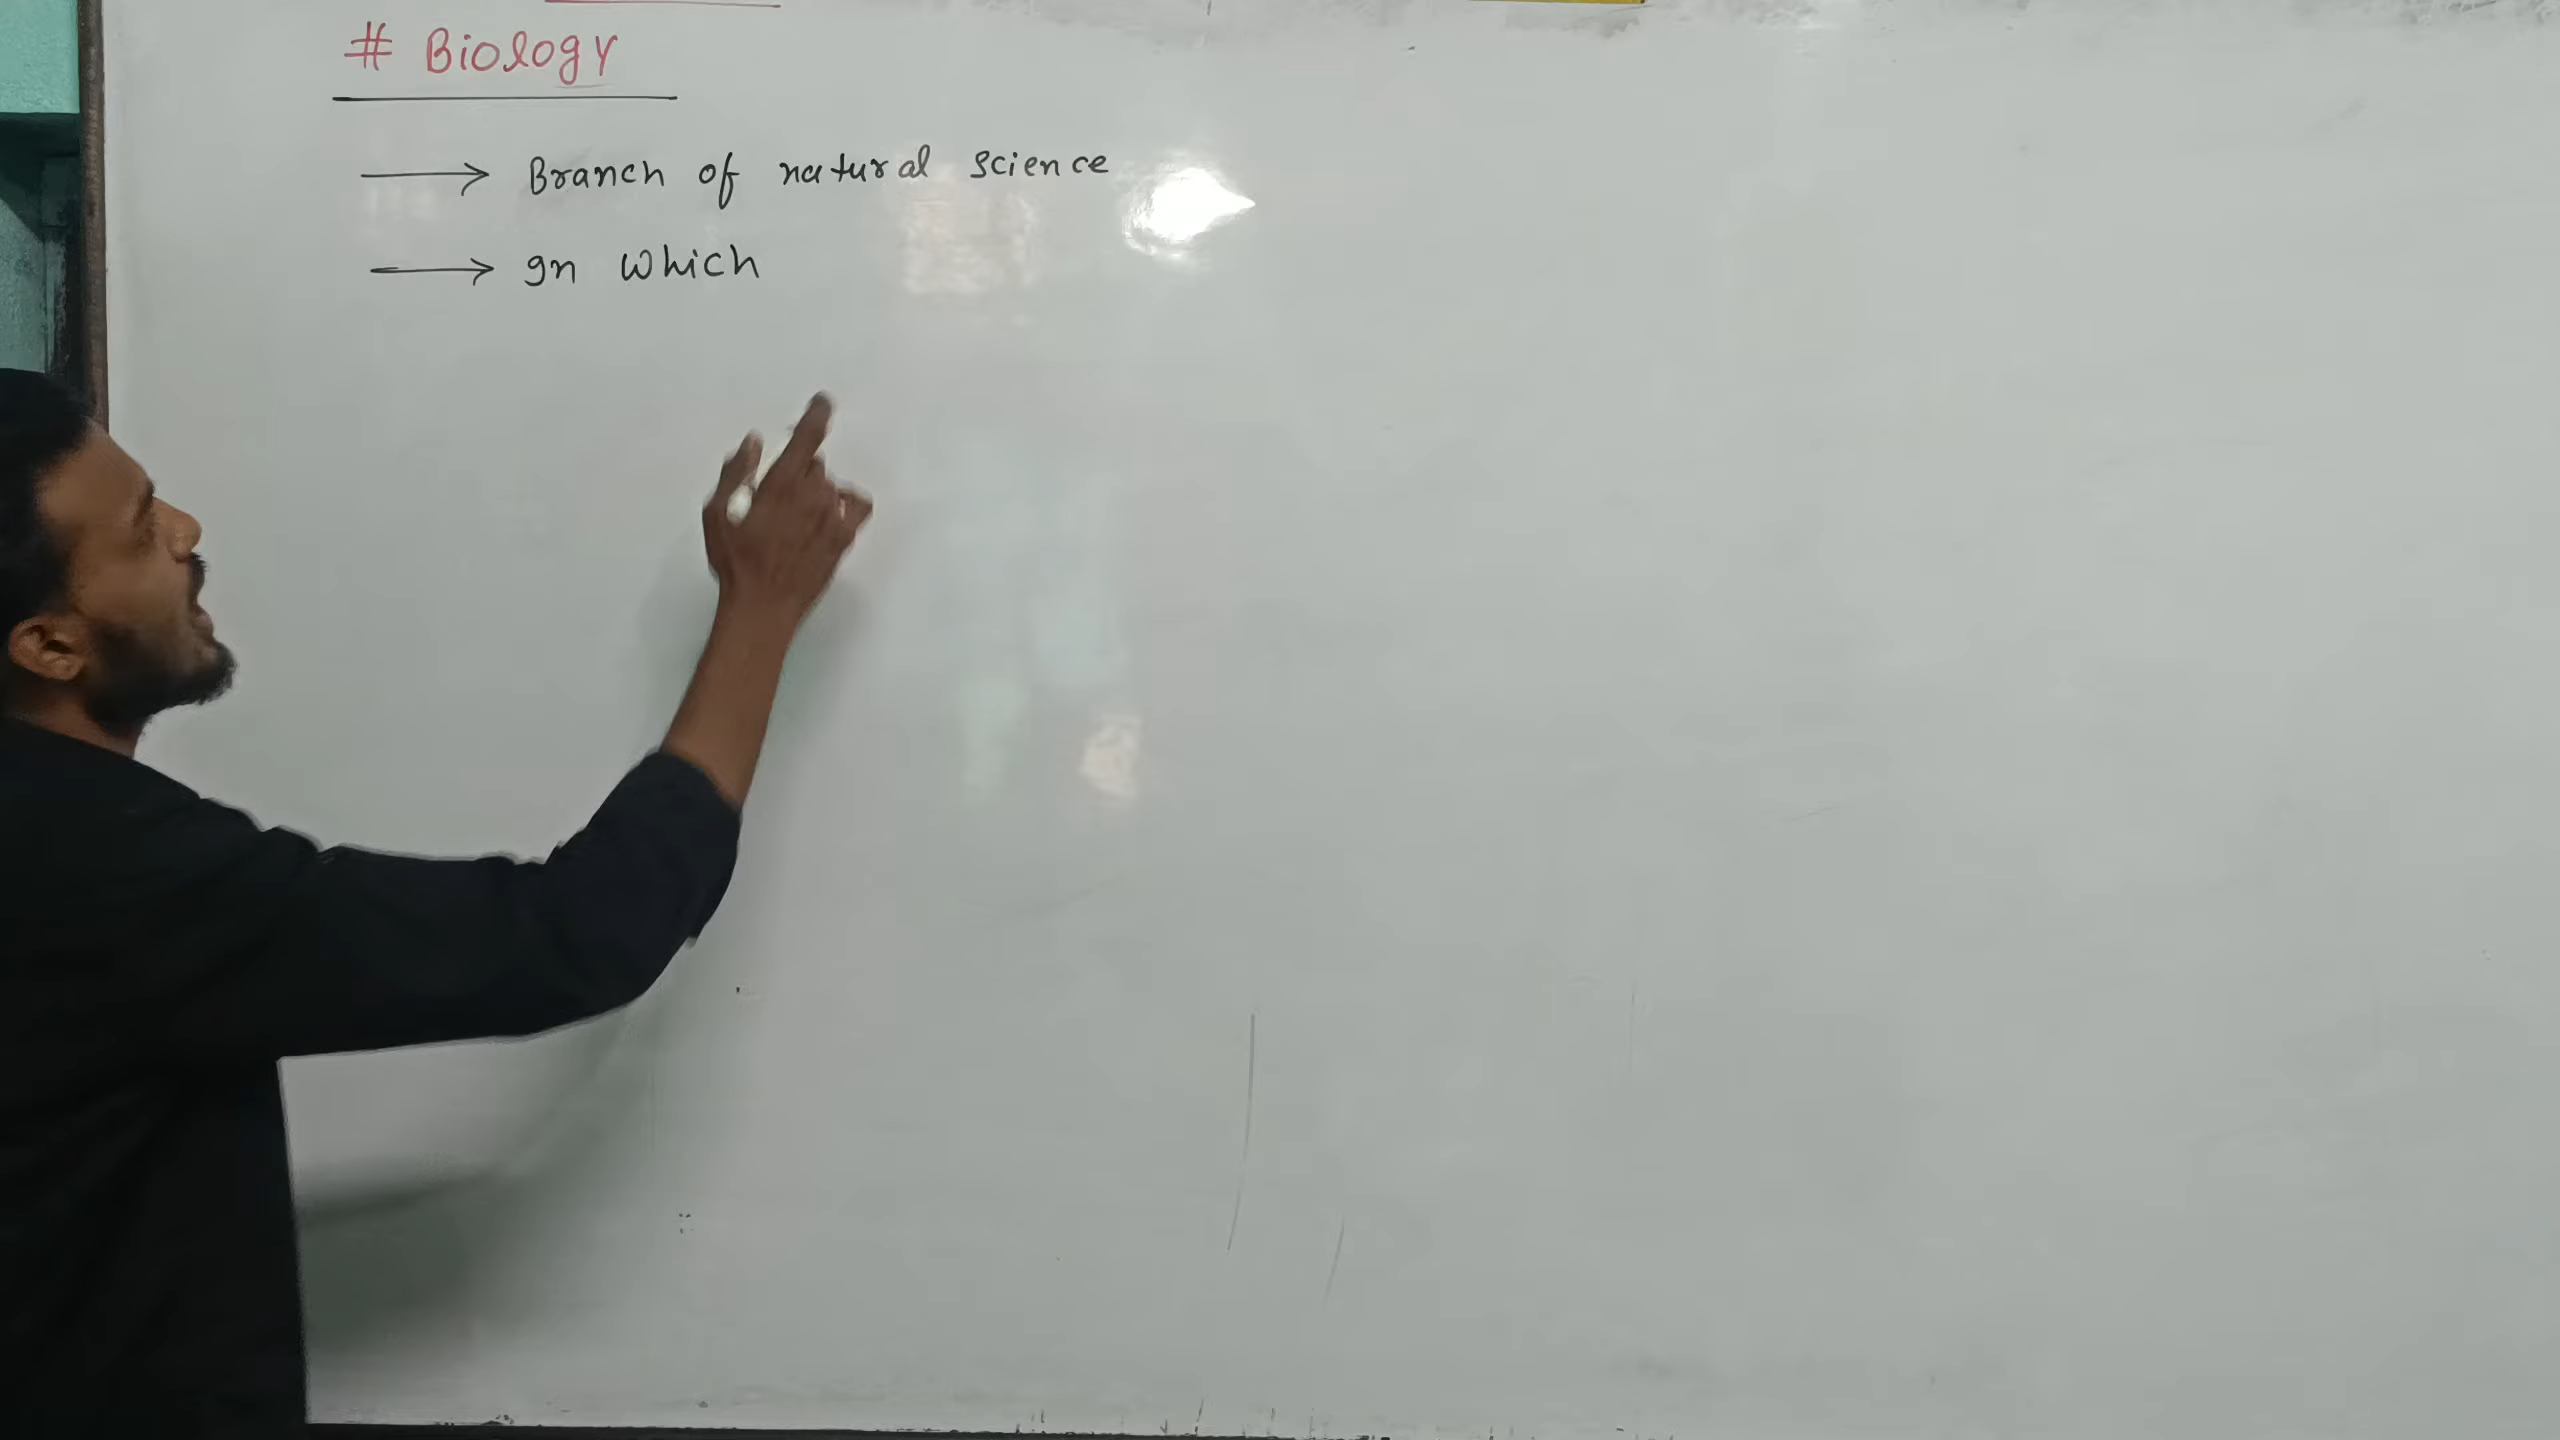 # Biology
→ Branch of natural science
→ In which